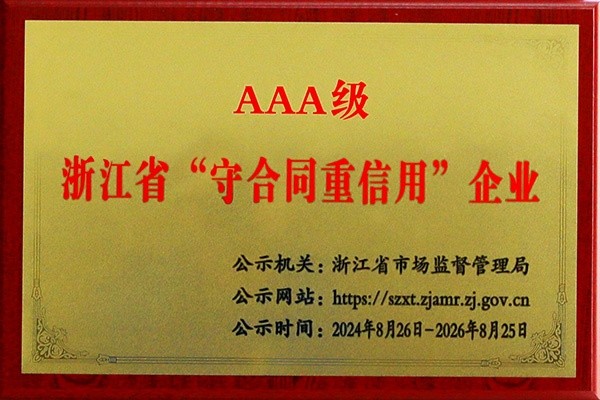 AAA级
浙江省“守合同重信用”企业
公示机关：浙江省市场监督管理局
公示网站：https://szxt.zjamr.zj.gov.cn
公示时间：2024年8月26日-2026年8月25日